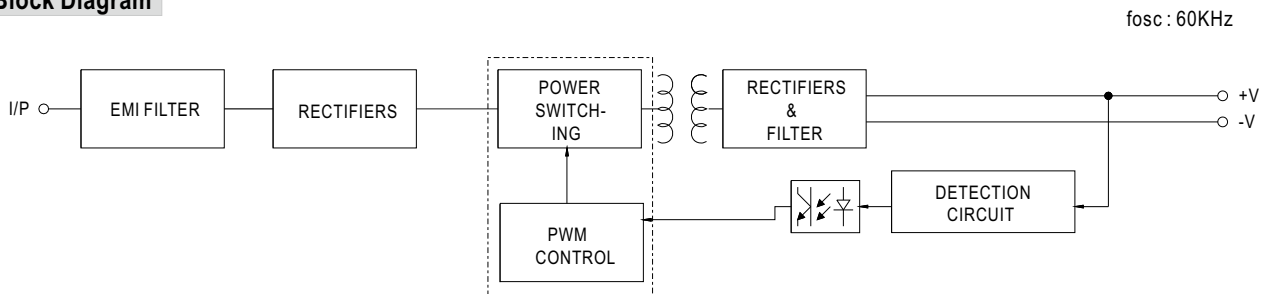 Block Diagram
fosc : 60KHz
I/P
EMI FILTER
RECTIFIERS
POWER
SWITCH-
ING
RECTIFIERS
&
FILTER
+V
-V
DETECTION
CIRCUIT
PWM
CONTROL